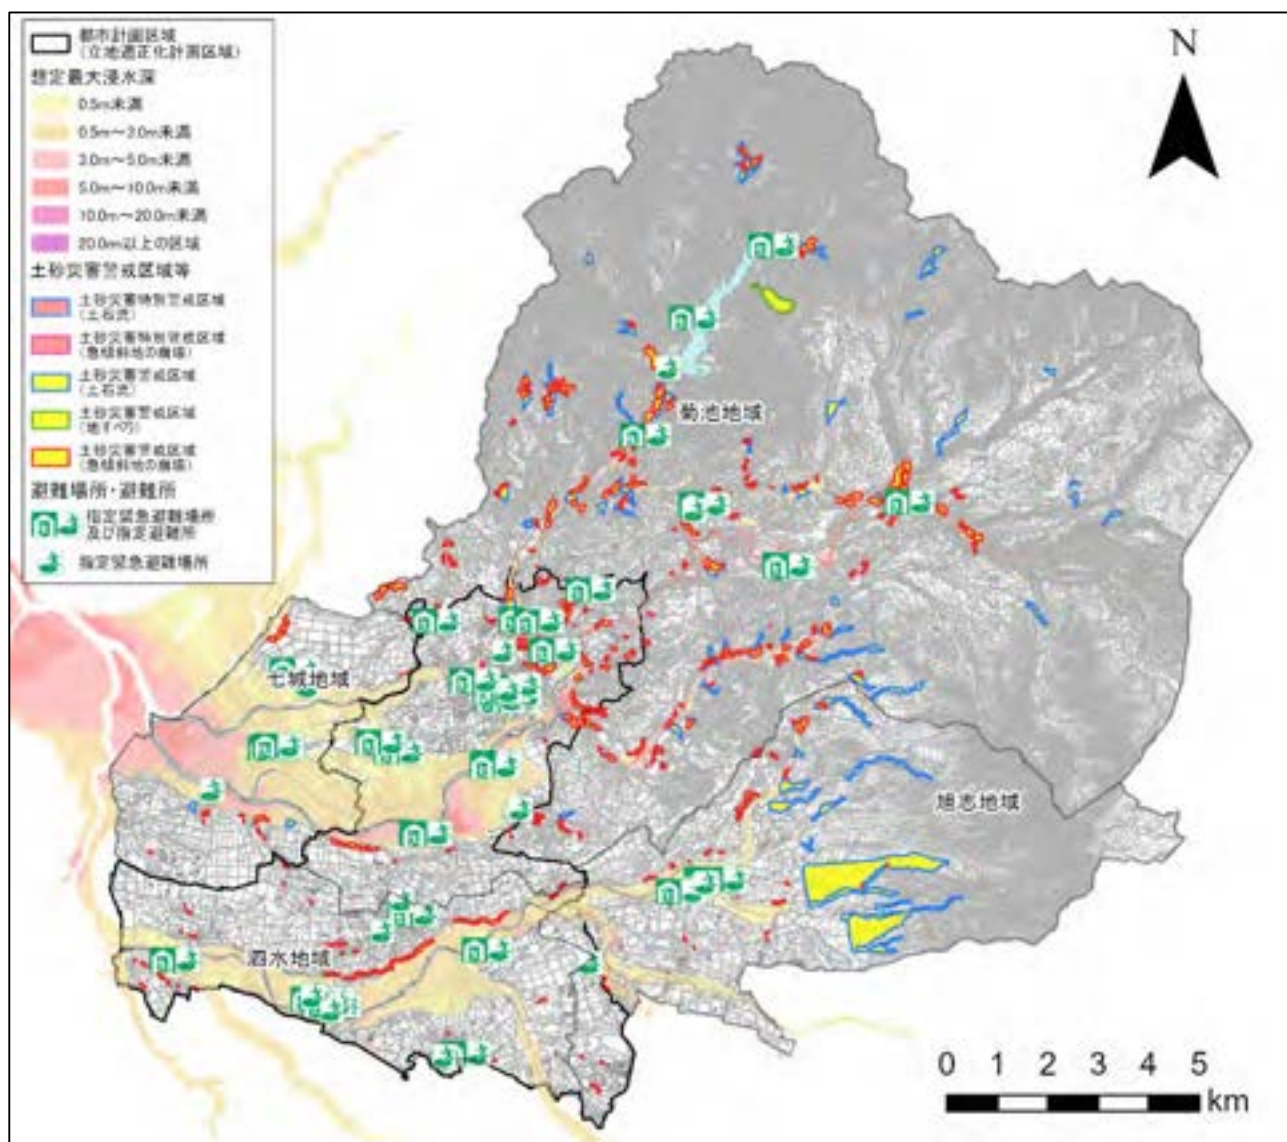 都市計画区域
(立地適正化計画区域)
想定最大浸水深
0.5m未満
0.5m～3.0m未満
3.0m～5.0m未満
5.0m～10.0m未満
10.0m～20.0m未満
20.0m以上の区域
土砂災害警戒区域等
土砂災害特別警戒区域
(土石流)
土砂災害特別警戒区域
(急傾斜地の崩壊)
土砂災害警戒区域
(土石流)
土砂災害警戒区域
(地すべり)
土砂災害警戒区域
(急傾斜地の崩壊)
避難場所・避難所
指定緊急避難場所
及び指定避難所
指定緊急避難場所
N
菊池地域
七城地域
旭志地域
泗水地域
0 1 2 3 4 5
km